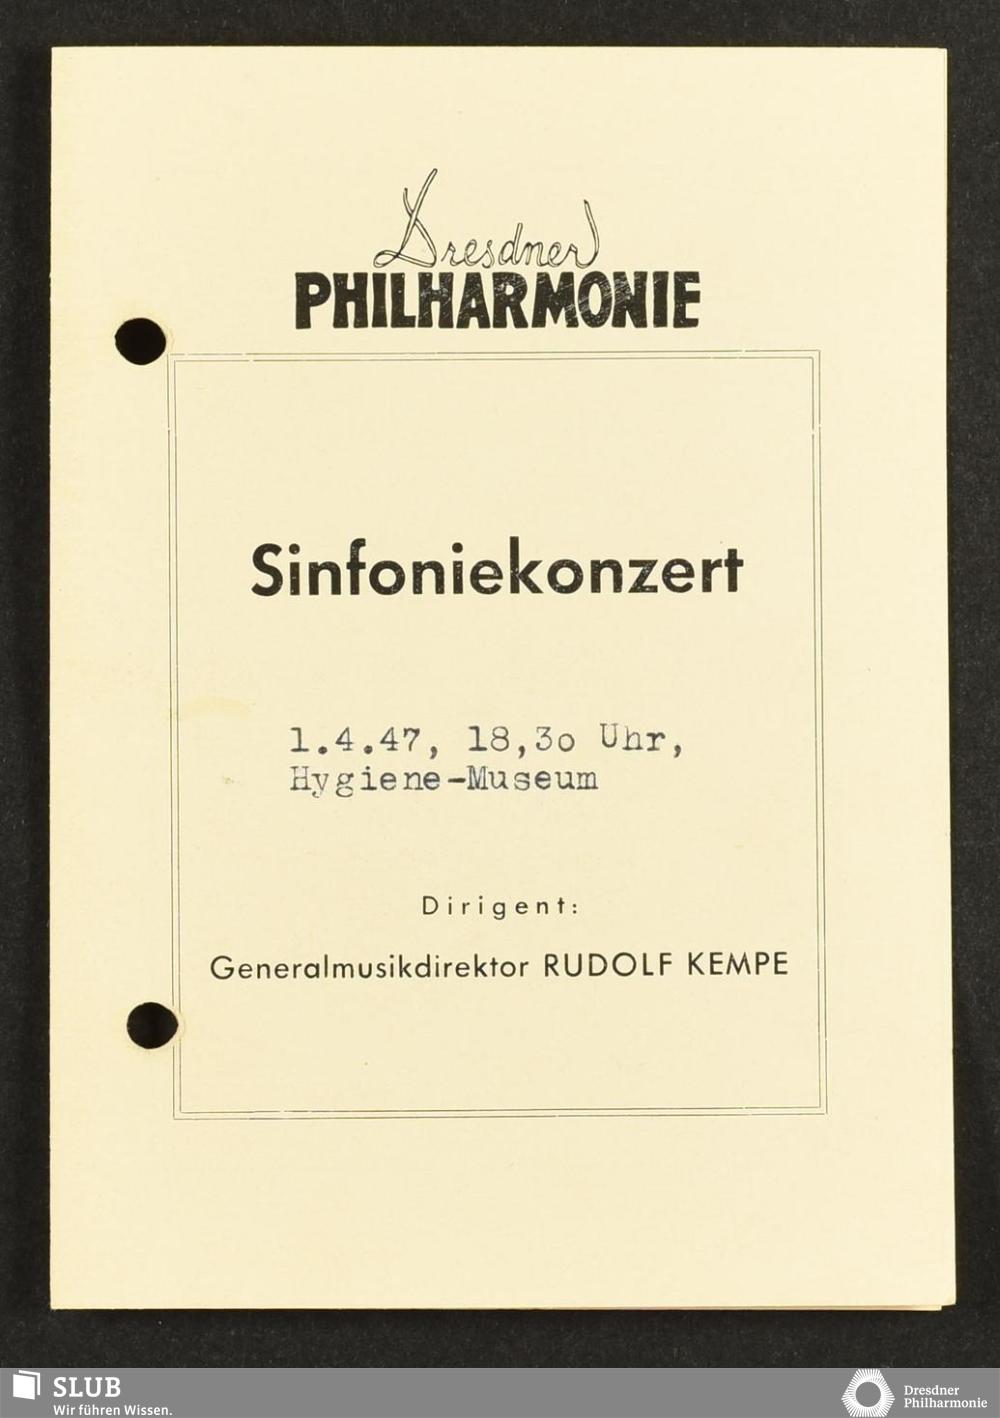 Dresdner
PHILHARMONIE
Sinfoniekonzert
1.4.47, 18,3o Uhr,
Hygiene-Museum
Dirigent:
Generalmusikdirektor RUDOLF KEMPE
SLUB
Wir führen Wissen.
Dresdner
Philharmonie